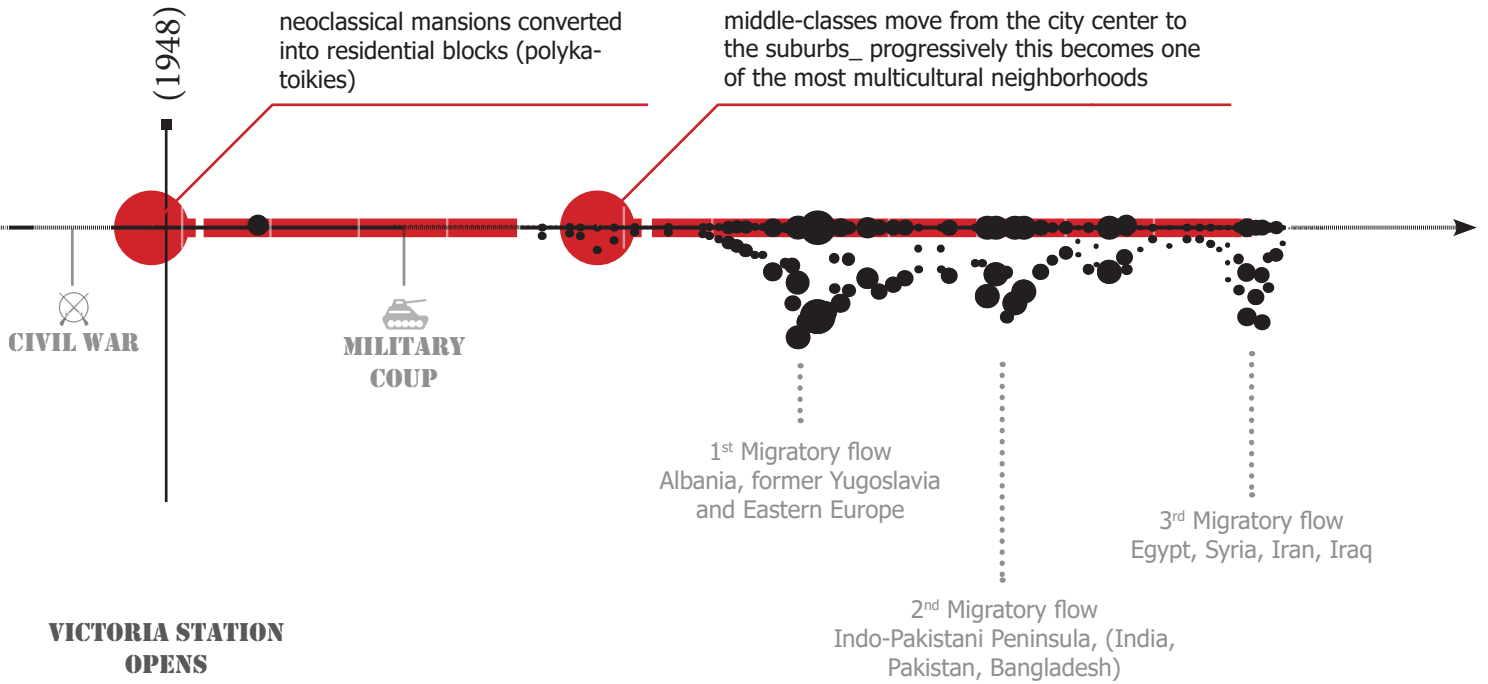 (1948)
neoclassical mansions converted
into residential blocks (polyka-
toikies)
middle-classes move from the city center to
the suburbs_ progressively this becomes one
of the most multicultural neighborhoods
CIVIL WAR
MILITARY
COUP
1st Migratory flow
Albania, former Yugoslavia
and Eastern Europe
3rd Migratory flow
Egypt, Syria, Iran, Iraq
2nd Migratory flow
Indo-Pakistani Peninsula, (India,
Pakistan, Bangladesh)
VICTORIA STATION
OPENS